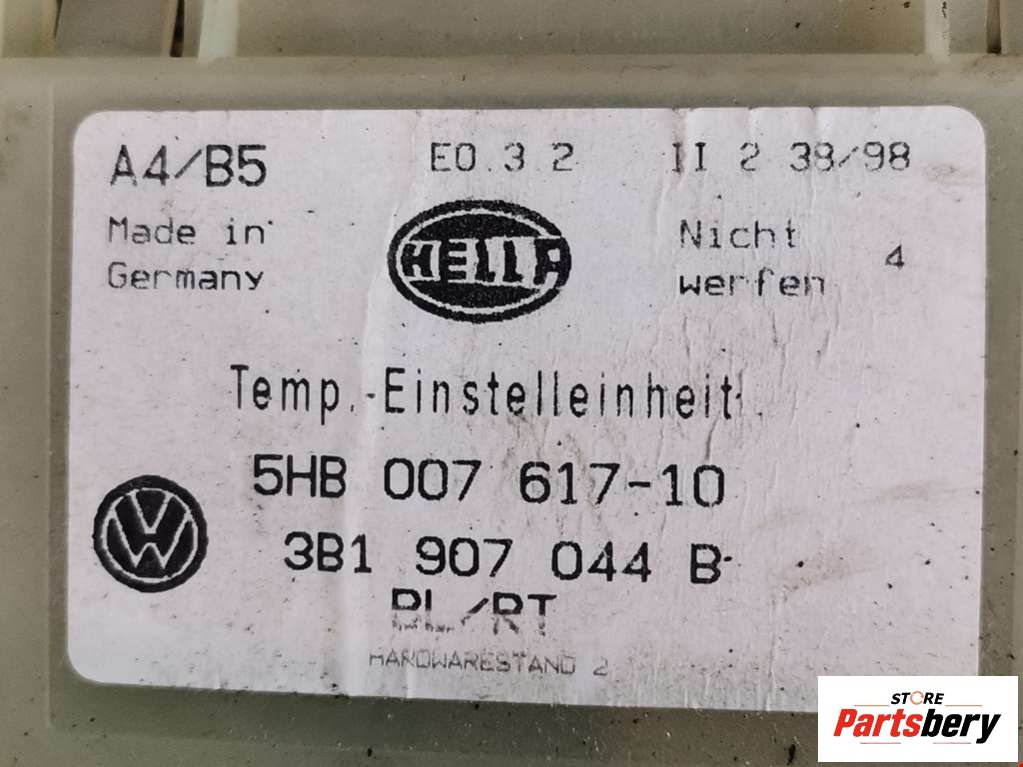 A4/B5 E0.3 2 II 2 38/98
Made in Germany
HELLA
Nicht werfen 4
Temp.-Einstelleinheit
5HB 007 617-10
VW
3B1 907 044 B
BL/RT
HARDWARESTAND 2
STORE
Partsbery